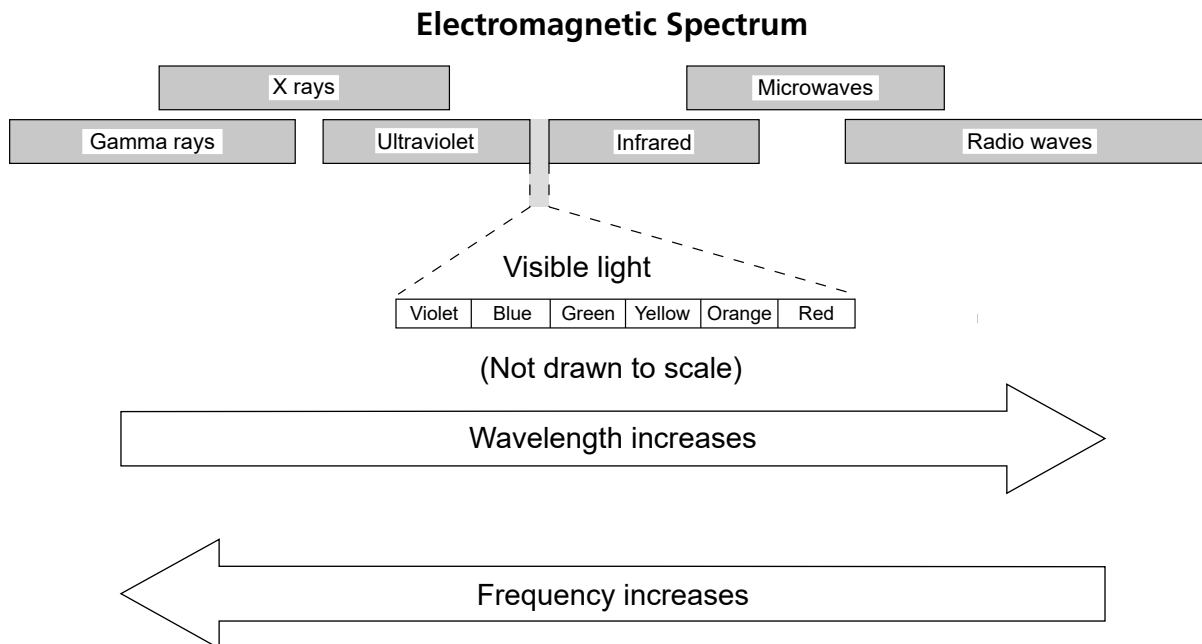 Electromagnetic Spectrum
X rays
Microwaves
Gamma rays
Ultraviolet
Infrared
Radio waves
Visible light
Violet Blue Green Yellow Orange Red
(Not drawn to scale)
Wavelength increases
Frequency increases